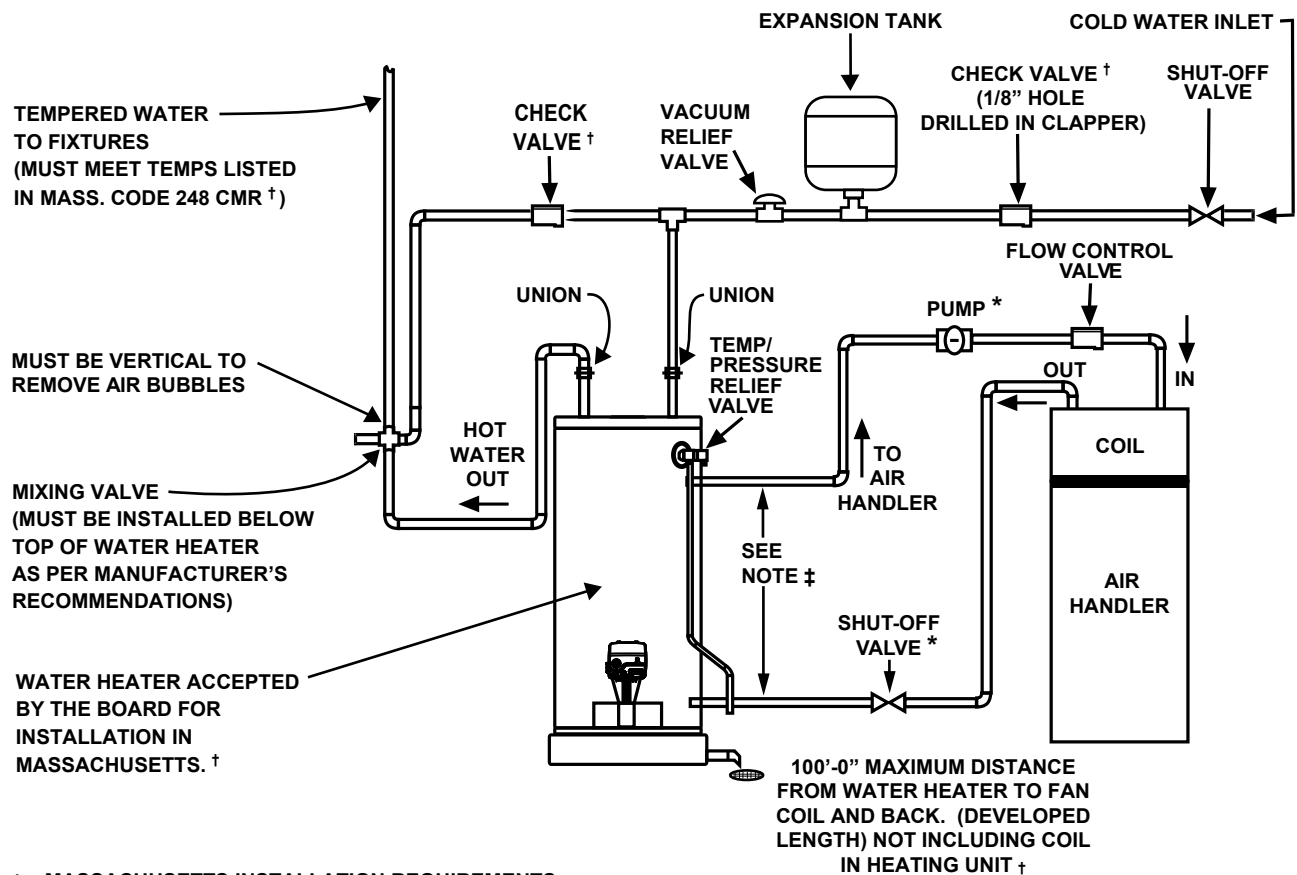 EXPANSION TANK
COLD WATER INLET
CHECK VALVE †
(1/8” HOLE
DRILLED IN CLAPPER)
SHUT-OFF
VALVE
TEMPERED WATER
TO FIXTURES
(MUST MEET TEMPS LISTED
IN MASS. CODE 248 CMR †)
CHECK
VALVE †
VACUUM
RELIEF
VALVE
FLOW CONTROL
VALVE
UNION
UNION
PUMP *
TEMP/
PRESSURE
RELIEF
VALVE
MUST BE VERTICAL TO
REMOVE AIR BUBBLES
OUT
IN
HOT
WATER
OUT
TO
AIR
HANDLER
COIL
MIXING VALVE
(MUST BE INSTALLED BELOW
TOP OF WATER HEATER
AS PER MANUFACTURER’S
RECOMMENDATIONS)
SEE
NOTE ‡
AIR
HANDLER
SHUT-OFF
VALVE *
WATER HEATER ACCEPTED
BY THE BOARD FOR
INSTALLATION IN
MASSACHUSETTS. †
100’-0” MAXIMUM DISTANCE
FROM WATER HEATER TO FAN
COIL AND BACK. (DEVELOPED
LENGTH) NOT INCLUDING COIL
IN HEATING UNIT †
MASSACHUSETTS INSTALLATION REQUIREMENTS